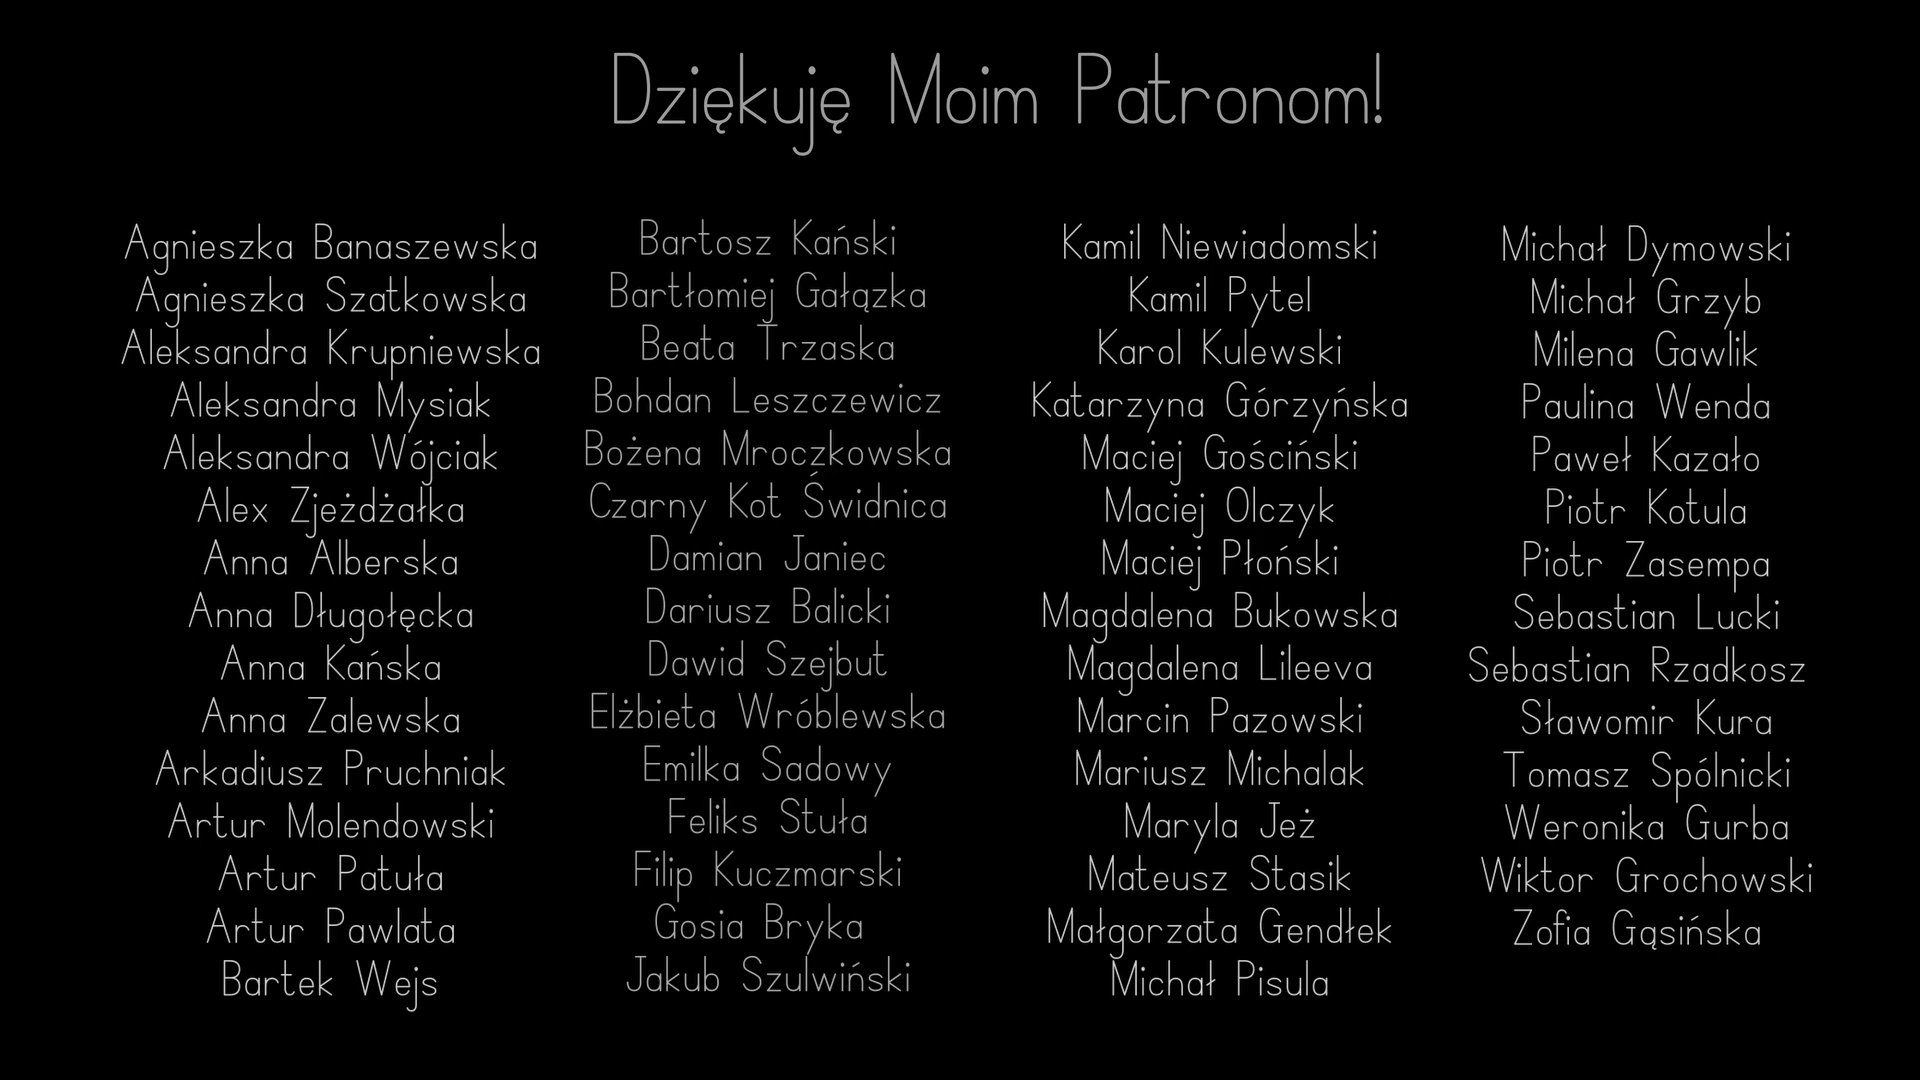 Dziękuję Moim Patronom!
Agnieszka Banaszewska
Agnieszka Szatkowska
Aleksandra Krupniewska
Aleksandra Mysiak
Aleksandra Wójciak
Alex Zjeżdżałka
Anna Alberska
Anna Długołęcka
Anna Kańska
Anna Zalewska
Arkadiusz Pruchniak
Artur Molendowski
Artur Patuła
Artur Pawlata
Bartek Wejs
Bartosz Kański
Bartłomiej Gałązka
Beata Trzaska
Bohdan Leszczewicz
Bożena Mroczkowska
Czarny Kot Świdnica
Damian Janiec
Dariusz Balicki
Dawid Szejbut
Elżbieta Wróblewska
Emilka Sadowy
Feliks Stuła
Filip Kuczmarski
Gosia Bryka
Jakub Szulwiński
Kamil Niewiadomski
Kamil Pytel
Karol Kulewski
Katarzyna Górzyńska
Maciej Gościński
Maciej Olczyk
Maciej Płoński
Magdalena Bukowska
Magdalena Lileeva
Marcin Pazowski
Mariusz Michalak
Maryla Jeż
Mateusz Stasik
Małgorzata Gendłek
Michał Pisula
Michał Dymowski
Michał Grzyb
Milena Gawlik
Paulina Wenda
Paweł Kazało
Piotr Kotula
Piotr Zasempa
Sebastian Lucki
Sebastian Rzadkosz
Sławomir Kura
Tomasz Spólnicki
Weronika Gurba
Wiktor Grochowski
Zofia Gąsińska